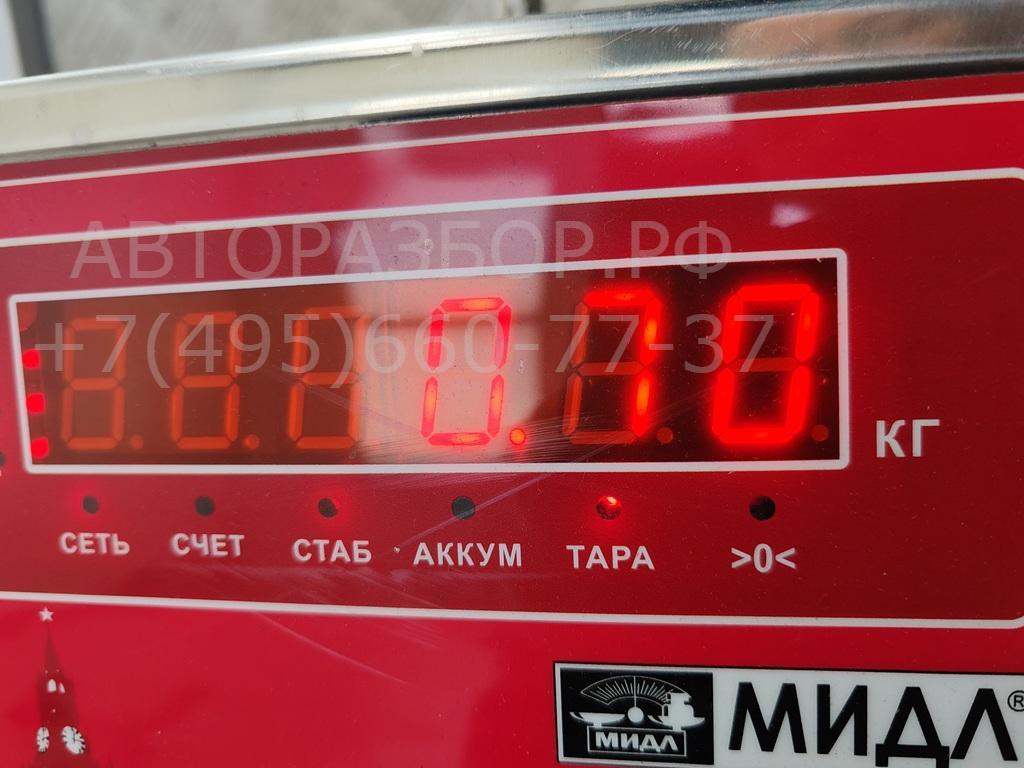 АВТОРАЗБОР.РФ
+7(495)660-77-37
0.70
КГ
СЕТЬ СЧЕТ СТАБ АККУМ ТАРА >0<
МИДЛ МИДЛ®